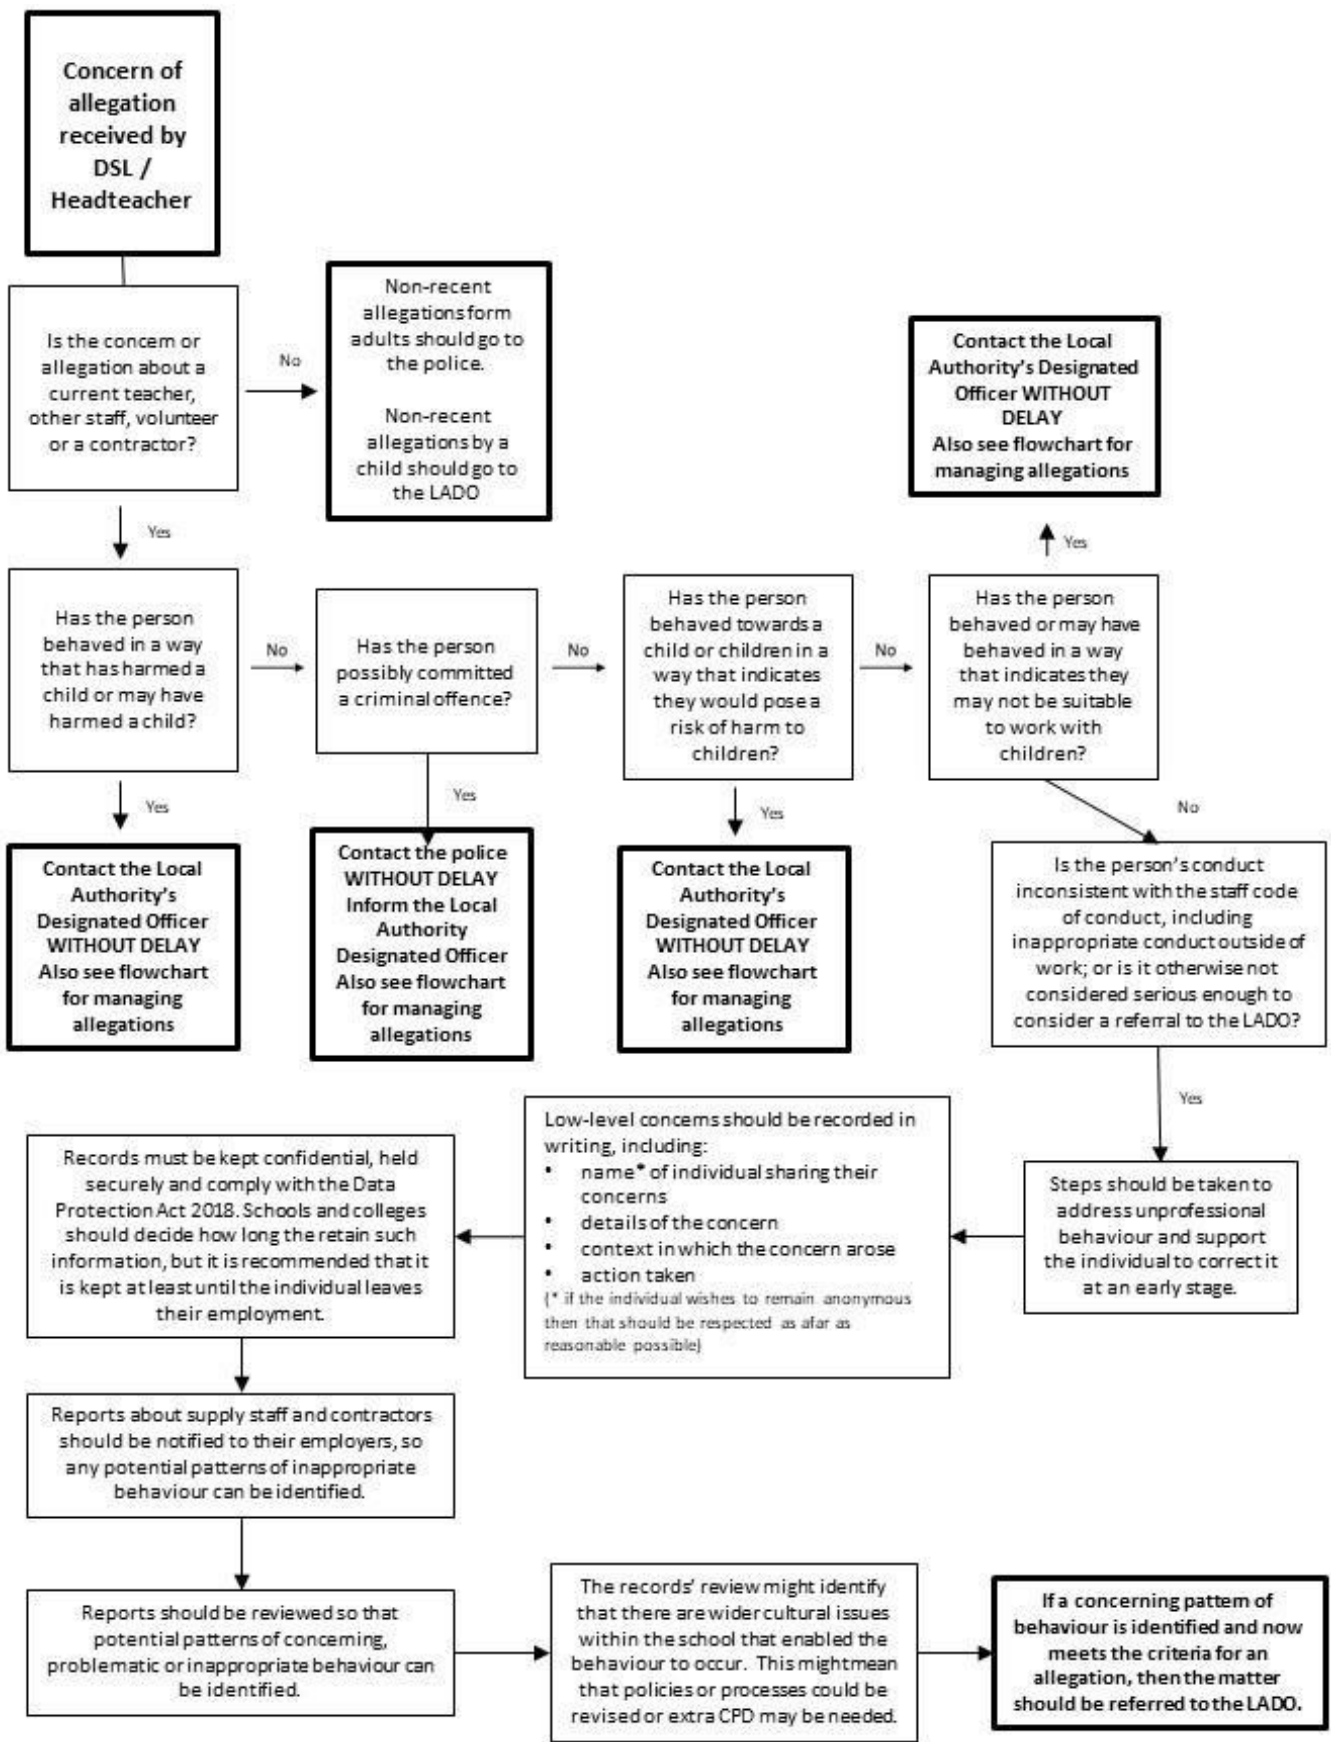 Concern of
allegation
received by
DSL /
Headteacher
Is the concern or
allegation about a
current teacher,
other staff, volunteer
or a contractor?
No
Non-recent
allegations form
adults should go to
the police.
Non-recent
allegations by a
child should go to
the LADO
Contact the Local
Authority's Designated
Officer WITHOUT
DELAY
Also see flowchart for
managing allegations
Yes
Yes
Has the person
behaved in a way
that has harmed a
child or may have
harmed a child?
No
Has the person
possibly committed
a criminal offence?
No
Has the person
behaved towards a
child or children in a
way that indicates
they would pose a
risk of harm to
children?
No
Has the person
behaved or may have
behaved in a way
that indicates they
may not be suitable
to work with
children?
Yes
Yes
Yes
No
Contact the Local
Authority's
Designated Officer
WITHOUT DELAY
Also see flowchart
for managing
allegations
Contact the police
WITHOUT DELAY
Inform the Local
Authority
Designated Officer
Also see flowchart
for managing
allegations
Contact the Local
Authority's
Designated Officer
WITHOUT DELAY
Also see flowchart
for managing
allegations
Is the person's conduct
inconsistent with the staff code
of conduct, including
inappropriate conduct outside of
work; or is it otherwise not
considered serious enough to
consider a referral to the LADO?
Yes
Steps should be taken to
address unprofessional
behaviour and support
the individual to correct it
at an early stage.
Low-level concerns should be recorded in
writing, including:
• name* of individual sharing their
concerns
• details of the concern
• context in which the concern arose
• action taken
(* if the individual wishes to remain anonymous
then that should be respected as afar as
reasonable possible)
Records must be kept confidential, held
securely and comply with the Data
Protection Act 2018. Schools and colleges
should decide how long the retain such
information, but it is recommended that it
is kept at least until the individual leaves
their employment.
Reports about supply staff and contractors
should be notified to their employers, so
any potential patterns of inappropriate
behaviour can be identified.
Reports should be reviewed so that
potential patterns of concerning,
problematic or inappropriate behaviour can
be identified.
The records' review might identify
that there are wider cultural issues
within the school that enabled the
behaviour to occur. This might mean
that policies or processes could be
revised or extra CPD may be needed.
If a concerning pattern of
behaviour is identified and now
meets the criteria for an
allegation, then the matter
should be referred to the LADO.